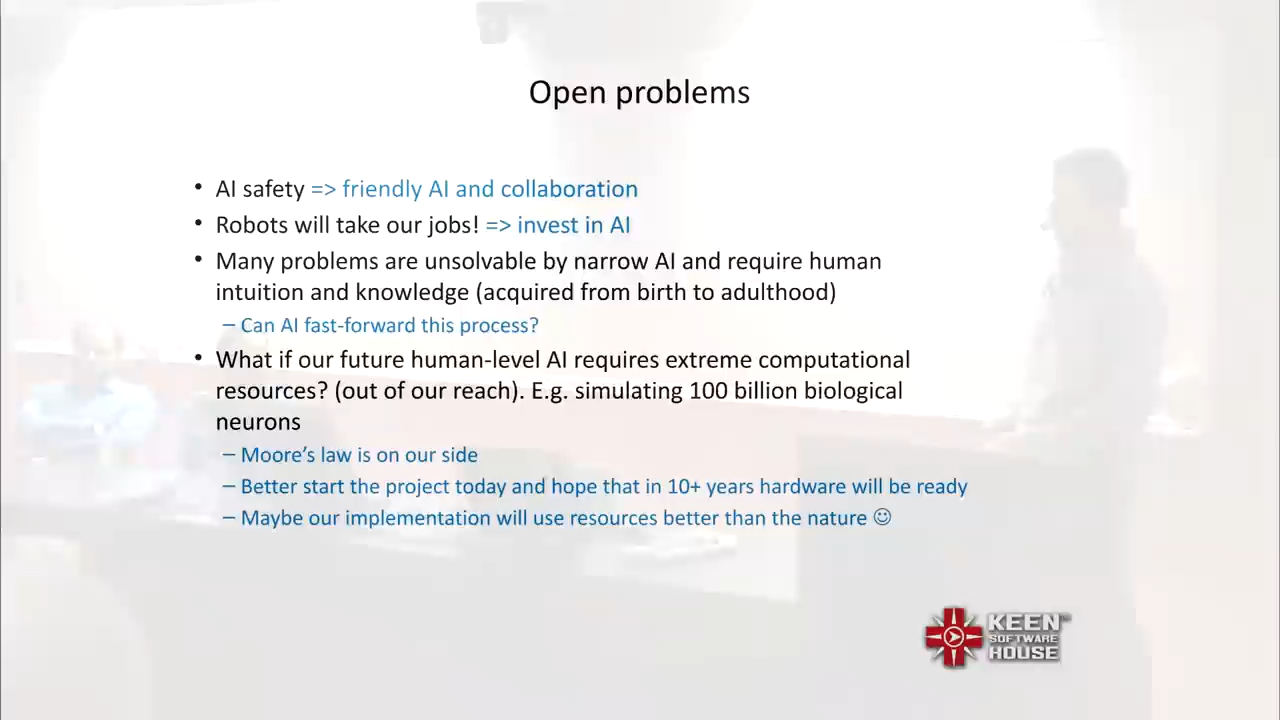 Open problems
• AI safety => friendly AI and collaboration
• Robots will take our jobs! => invest in AI
• Many problems are unsolvable by narrow AI and require human
intuition and knowledge (acquired from birth to adulthood)
– Can AI fast-forward this process?
• What if our future human-level AI requires extreme computational
resources? (out of our reach). E.g. simulating 100 billion biological
neurons
– Moore’s law is on our side
– Better start the project today and hope that in 10+ years hardware will be ready
– Maybe our implementation will use resources better than the nature ☺
KEEN™
SOFTWARE
HOUSE